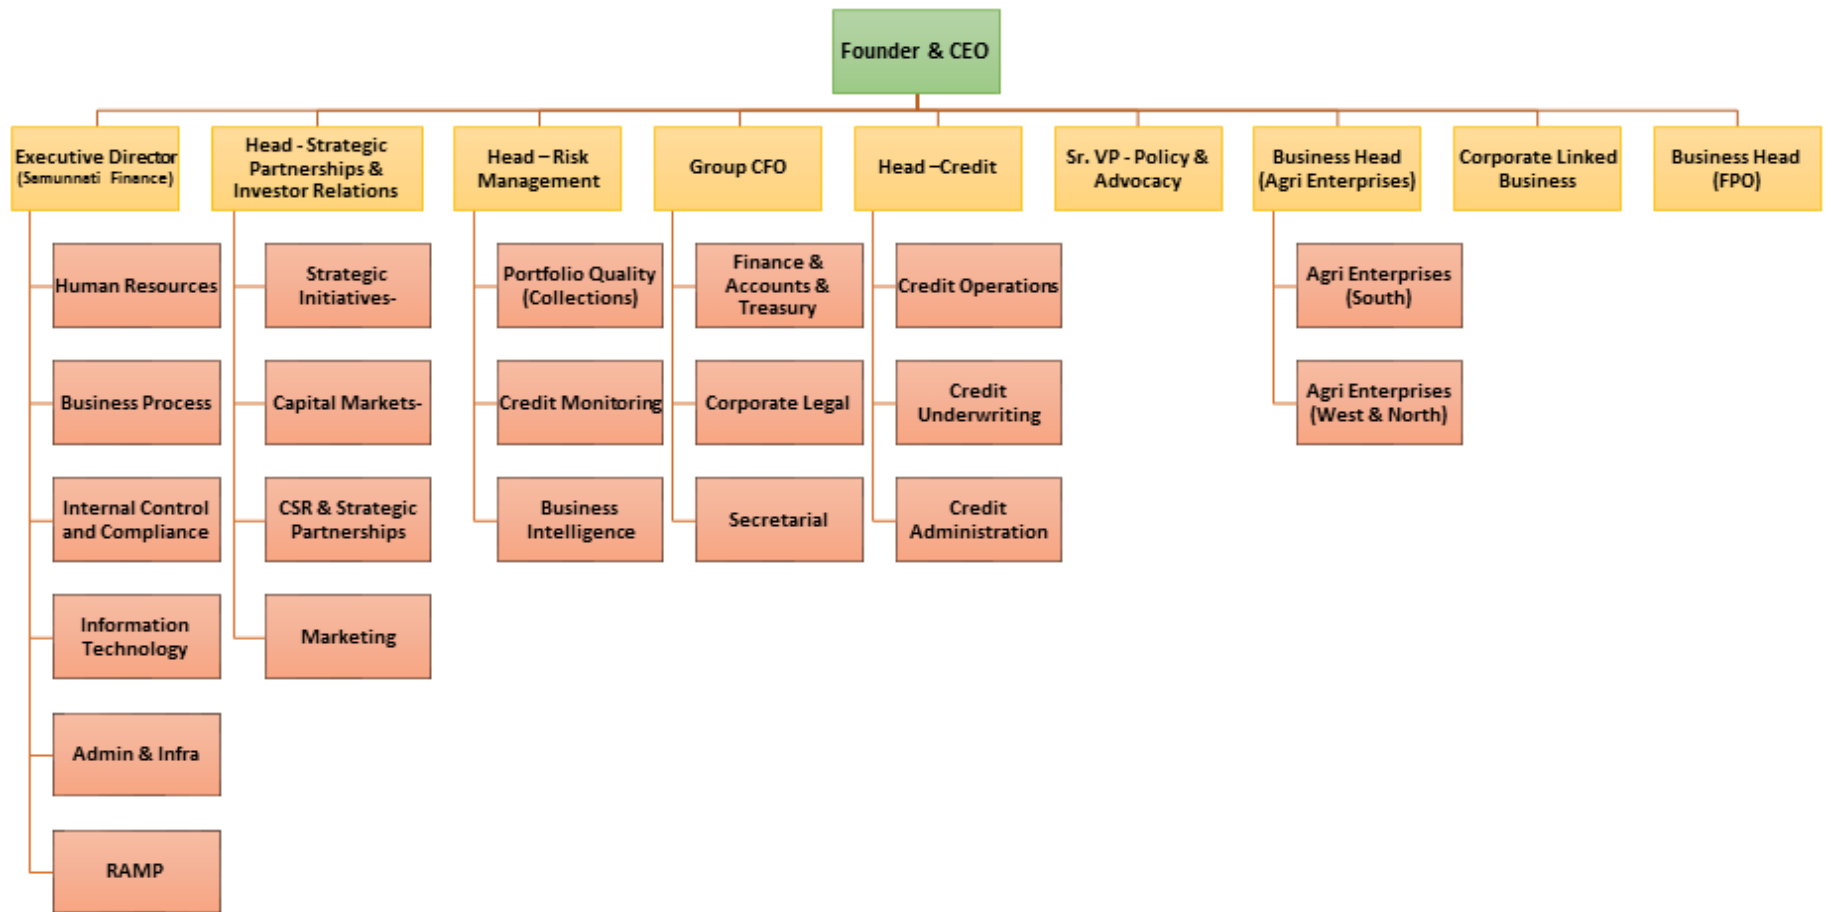 Founder & CEO
Executive Director
(Samunnati Finance)
Head - Strategic
Partnerships &
Investor Relations
Head – Risk
Management
Group CFO
Head –Credit
Sr. VP - Policy &
Advocacy
Business Head
(Agri Enterprises)
Corporate Linked
Business
Business Head
(FPO)
Human Resources
Business Process
Internal Control
and Compliance
Information
Technology
Admin & Infra
RAMP
Strategic
Initiatives-
Capital Markets-
CSR & Strategic
Partnerships
Marketing
Portfolio Quality
(Collections)
Credit Monitoring
Business
Intelligence
Finance &
Accounts &
Treasury
Corporate Legal
Secretarial
Credit Operations
Credit
Underwriting
Credit
Administration
Agri Enterprises
(South)
Agri Enterprises
(West & North)